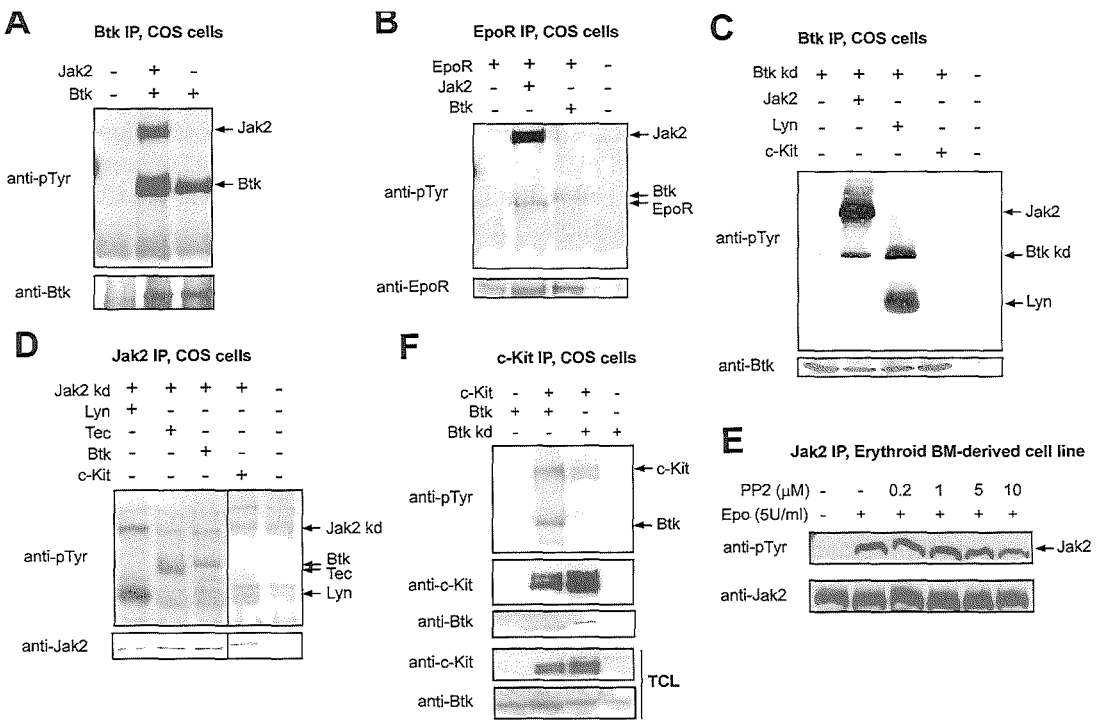 A
Btk IP, COS cells
Jak2 - + -
Btk - + +
Jak2
anti-pTyr
Btk
anti-Btk
B
EpoR IP, COS cells
EpoR + + + -
Jak2 - + - -
Btk - - + -
Jak2
anti-pTyr
Btk
EpoR
anti-EpoR
C
Btk IP, COS cells
Btk kd + + + + -
Jak2 - + - - -
Lyn - - + - -
c-Kit - - - + -
Jak2
anti-pTyr
Btk kd
Lyn
anti-Btk
D
Jak2 IP, COS cells
Jak2 kd + + + + -
Lyn + - - - -
Tec - + - - -
Btk - - + - -
c-Kit - - - + -
Jak2 kd
anti-pTyr
Btk
Tec
Lyn
anti-Jak2
F
c-Kit IP, COS cells
c-Kit - + + -
Btk + + - -
Btk kd - - + +
c-Kit
anti-pTyr
Btk
anti-c-Kit
anti-Btk
anti-c-Kit
TCL
anti-Btk
E
Jak2 IP, Erythroid BM-derived cell line
PP2 (μM) - - 0.2 1 5 10
Epo (5U/ml) - + + + + +
anti-pTyr
Jak2
anti-Jak2